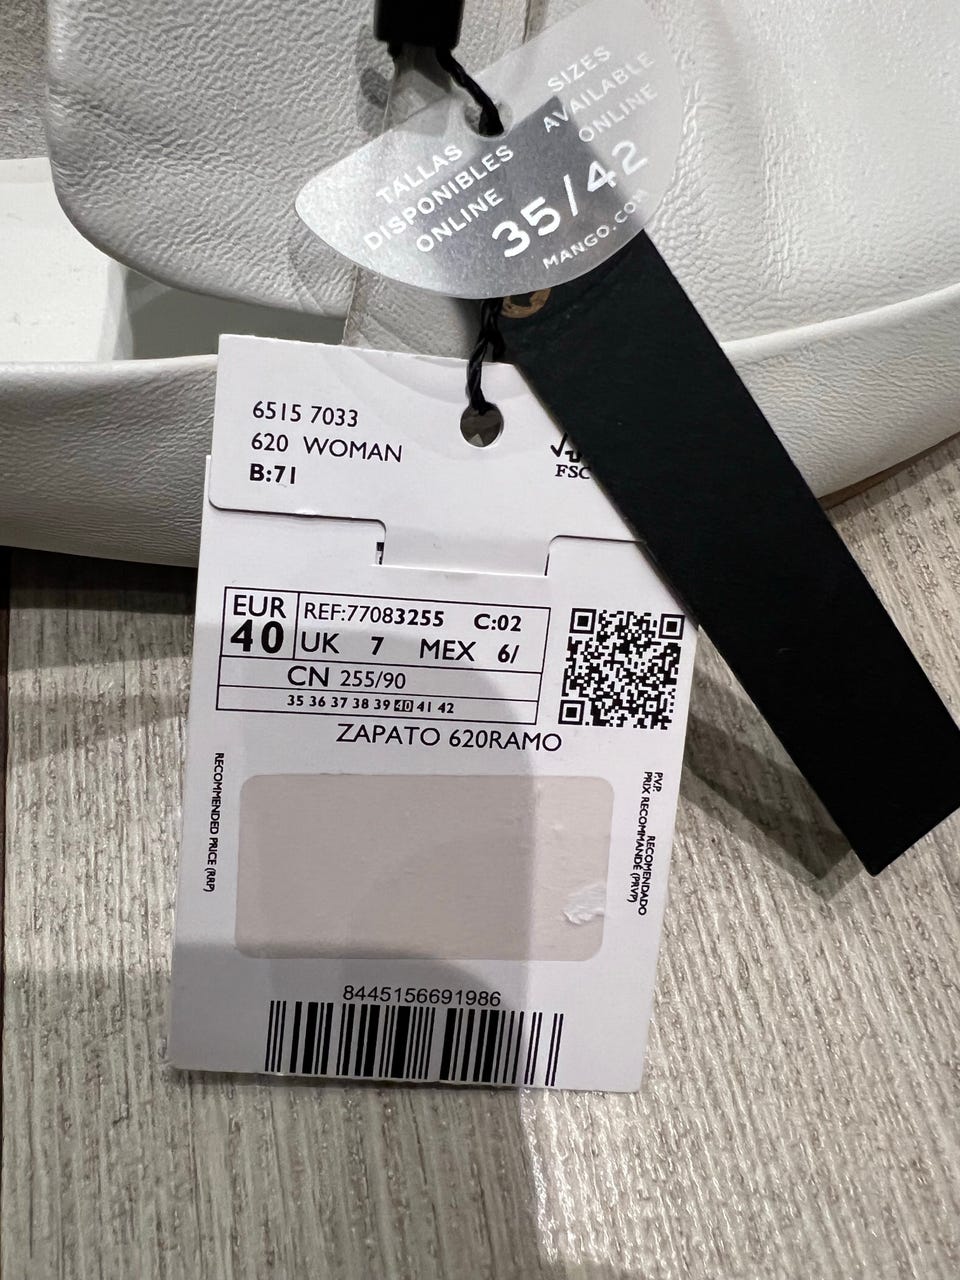 TALLAS
DISPONIBLES
ONLINE
SIZES
AVAILABLE
ONLINE
35/42
MANGO.COM
6515 7033
620 WOMAN
B:71
FSC
EUR
40
REF:77083255 C:02
UK 7 MEX 6/
CN 255/90
35 36 37 38 39 40 41 42
ZAPATO 620RAMO
RECOMMENDED PRICE (RRP)
P.V.P. RECOMENDADO
PRIX RECOMMANDÉ (PRVP)
8445156691986